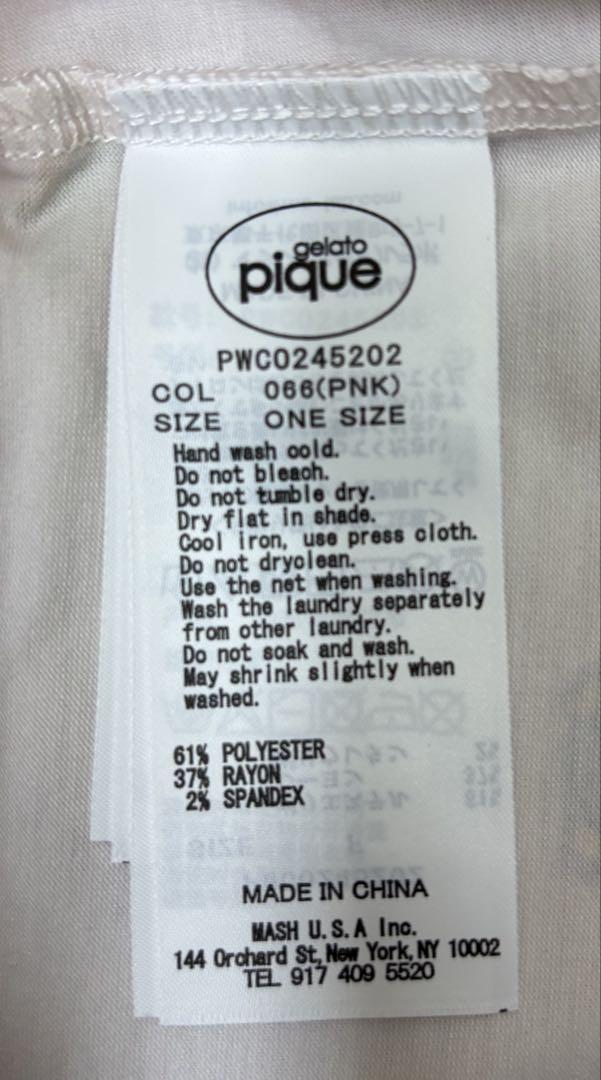 gelato
pique
PWCO245202
COL 066(PNK)
SIZE ONE SIZE
Hand wash cold.
Do not bleach.
Do not tumble dry.
Dry flat in shade.
Cool iron, use press cloth.
Do not dryclean.
Use the net when washing.
Wash the laundry separately
from other laundry.
Do not soak and wash.
May shrink slightly when
washed.
61% POLYESTER
37% RAYON
2% SPANDEX
MADE IN CHINA
MASH U.S.A Inc.
144 Orchard St, New York, NY 10002
TEL 917 409 5520